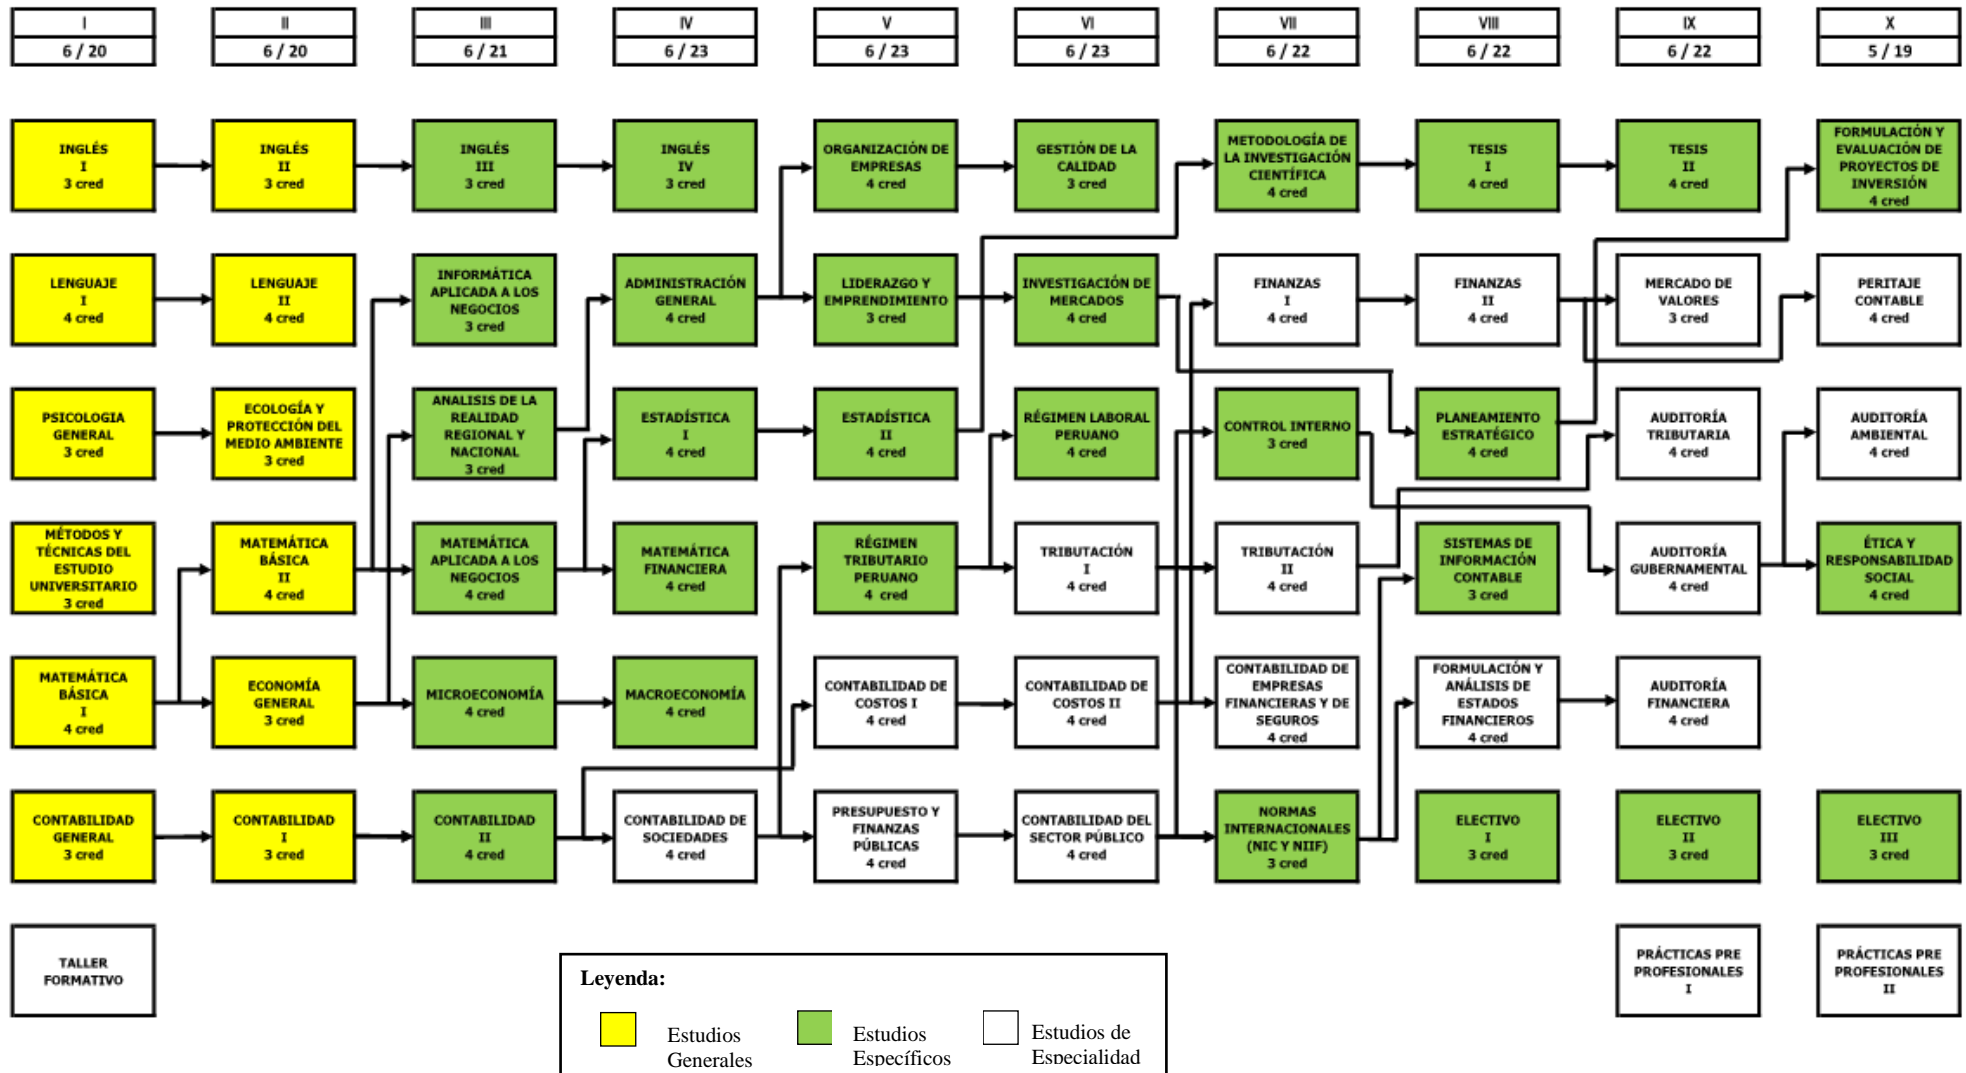 I
II
III
IV
V
VI
VII
VIII
IX
X
6 / 20
6 / 20
6 / 21
6 / 23
6 / 23
6 / 23
6 / 22
6 / 22
6 / 22
5 / 19
INGLÉS
I
3 cred
INGLÉS
II
3 cred
INGLÉS
III
3 cred
INGLÉS
IV
3 cred
ORGANIZACIÓN DE
EMPRESAS
4 cred
GESTIÓN DE LA
CALIDAD
3 cred
METODOLOGÍA DE
LA INVESTIGACIÓN
CIENTÍFICA
4 cred
TESIS
I
4 cred
TESIS
II
4 cred
FORMULACIÓN Y
EVALUACIÓN DE
PROYECTOS DE
INVERSIÓN
4 cred
LENGUAJE
I
4 cred
LENGUAJE
II
4 cred
INFORMÁTICA
APLICADA A LOS
NEGOCIOS
3 cred
ADMINISTRACIÓN
GENERAL
4 cred
LIDERAZGO Y
EMPRENDIMIENTO
3 cred
INVESTIGACIÓN DE
MERCADOS
4 cred
FINANZAS
I
4 cred
FINANZAS
II
4 cred
MERCADO DE
VALORES
3 cred
PERITAJE
CONTABLE
4 cred
PSICOLOGIA
GENERAL
3 cred
ECOLOGÍA Y
PROTECCIÓN DEL
MEDIO AMBIENTE
3 cred
ANALISIS DE LA
REALIDAD
REGIONAL Y
NACIONAL
3 cred
ESTADÍSTICA
I
4 cred
ESTADÍSTICA
II
4 cred
RÉGIMEN LABORAL
PERUANO
4 cred
CONTROL INTERNO
3 cred
PLANEAMIENTO
ESTRATÉGICO
4 cred
AUDITORÍA
TRIBUTARIA
4 cred
AUDITORÍA
AMBIENTAL
4 cred
MÉTODOS Y
TÉCNICAS DEL
ESTUDIO
UNIVERSITARIO
3 cred
MATEMÁTICA
BÁSICA
II
4 cred
MATEMÁTICA
APLICADA A LOS
NEGOCIOS
4 cred
MATEMÁTICA
FINANCIERA
4 cred
RÉGIMEN
TRIBUTARIO
PERUANO
4 cred
TRIBUTACIÓN
I
4 cred
TRIBUTACIÓN
II
4 cred
SISTEMAS DE
INFORMACIÓN
CONTABLE
3 cred
AUDITORÍA
GUBERNAMENTAL
4 cred
ÉTICA Y
RESPONSABILIDAD
SOCIAL
4 cred
MATEMÁTICA
BÁSICA
I
4 cred
ECONOMÍA
GENERAL
3 cred
MICROECONOMÍA
4 cred
MACROECONOMÍA
4 cred
CONTABILIDAD DE
COSTOS I
4 cred
CONTABILIDAD DE
COSTOS II
4 cred
CONTABILIDAD DE
EMPRESAS
FINANCIERAS Y DE
SEGUROS
4 cred
FORMULACIÓN Y
ANÁLISIS DE
ESTADOS
FINANCIEROS
4 cred
AUDITORÍA
FINANCIERA
4 cred
CONTABILIDAD
GENERAL
3 cred
CONTABILIDAD
I
3 cred
CONTABILIDAD
II
4 cred
CONTABILIDAD DE
SOCIEDADES
4 cred
PRESUPUESTO Y
FINANZAS
PÚBLICAS
4 cred
CONTABILIDAD DEL
SECTOR PÚBLICO
4 cred
NORMAS
INTERNACIONALES
(NIC Y NIIF)
3 cred
ELECTIVO
I
3 cred
ELECTIVO
II
3 cred
ELECTIVO
III
3 cred
TALLER
FORMATIVO
PRÁCTICAS PRE
PROFESIONALES
I
PRÁCTICAS PRE
PROFESIONALES
II
Leyenda:
Estudios
Generales
Estudios
Específicos
Estudios de
Especialidad